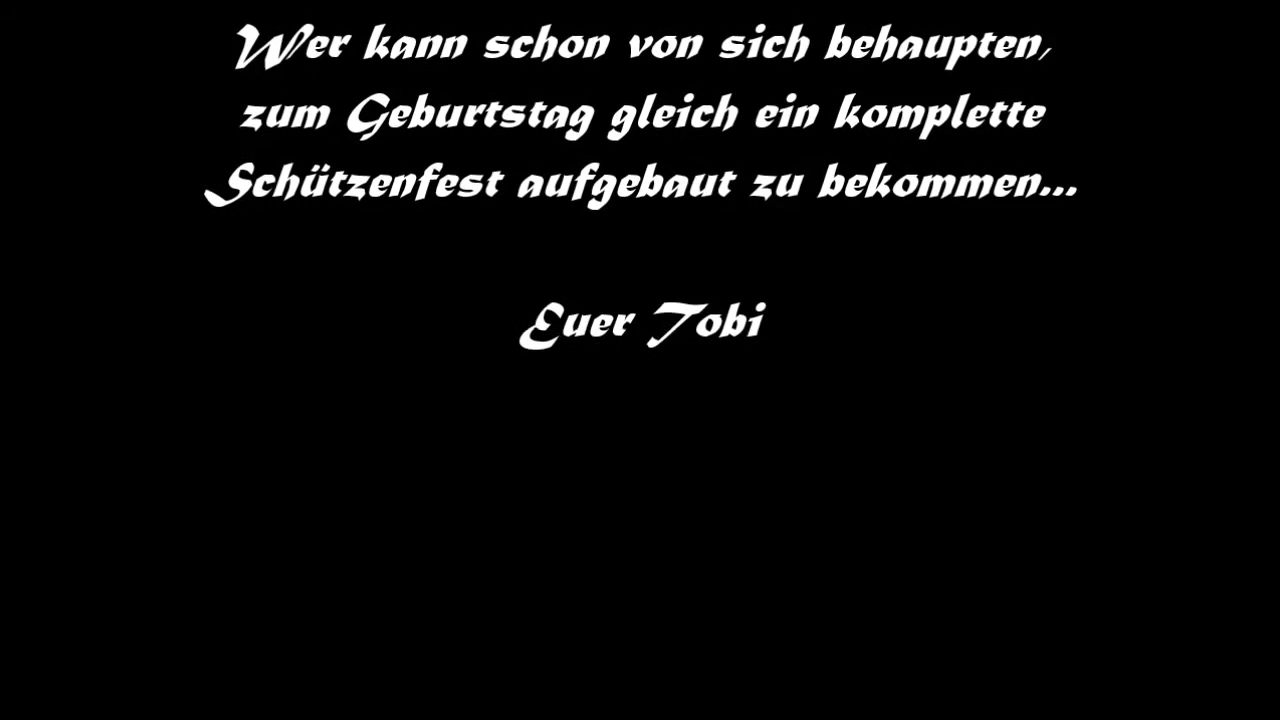 Wer kann schon von sich behaupten,
zum Geburtstag gleich ein komplette
Schützenfest aufgebaut zu bekommen...
Euer Tobi